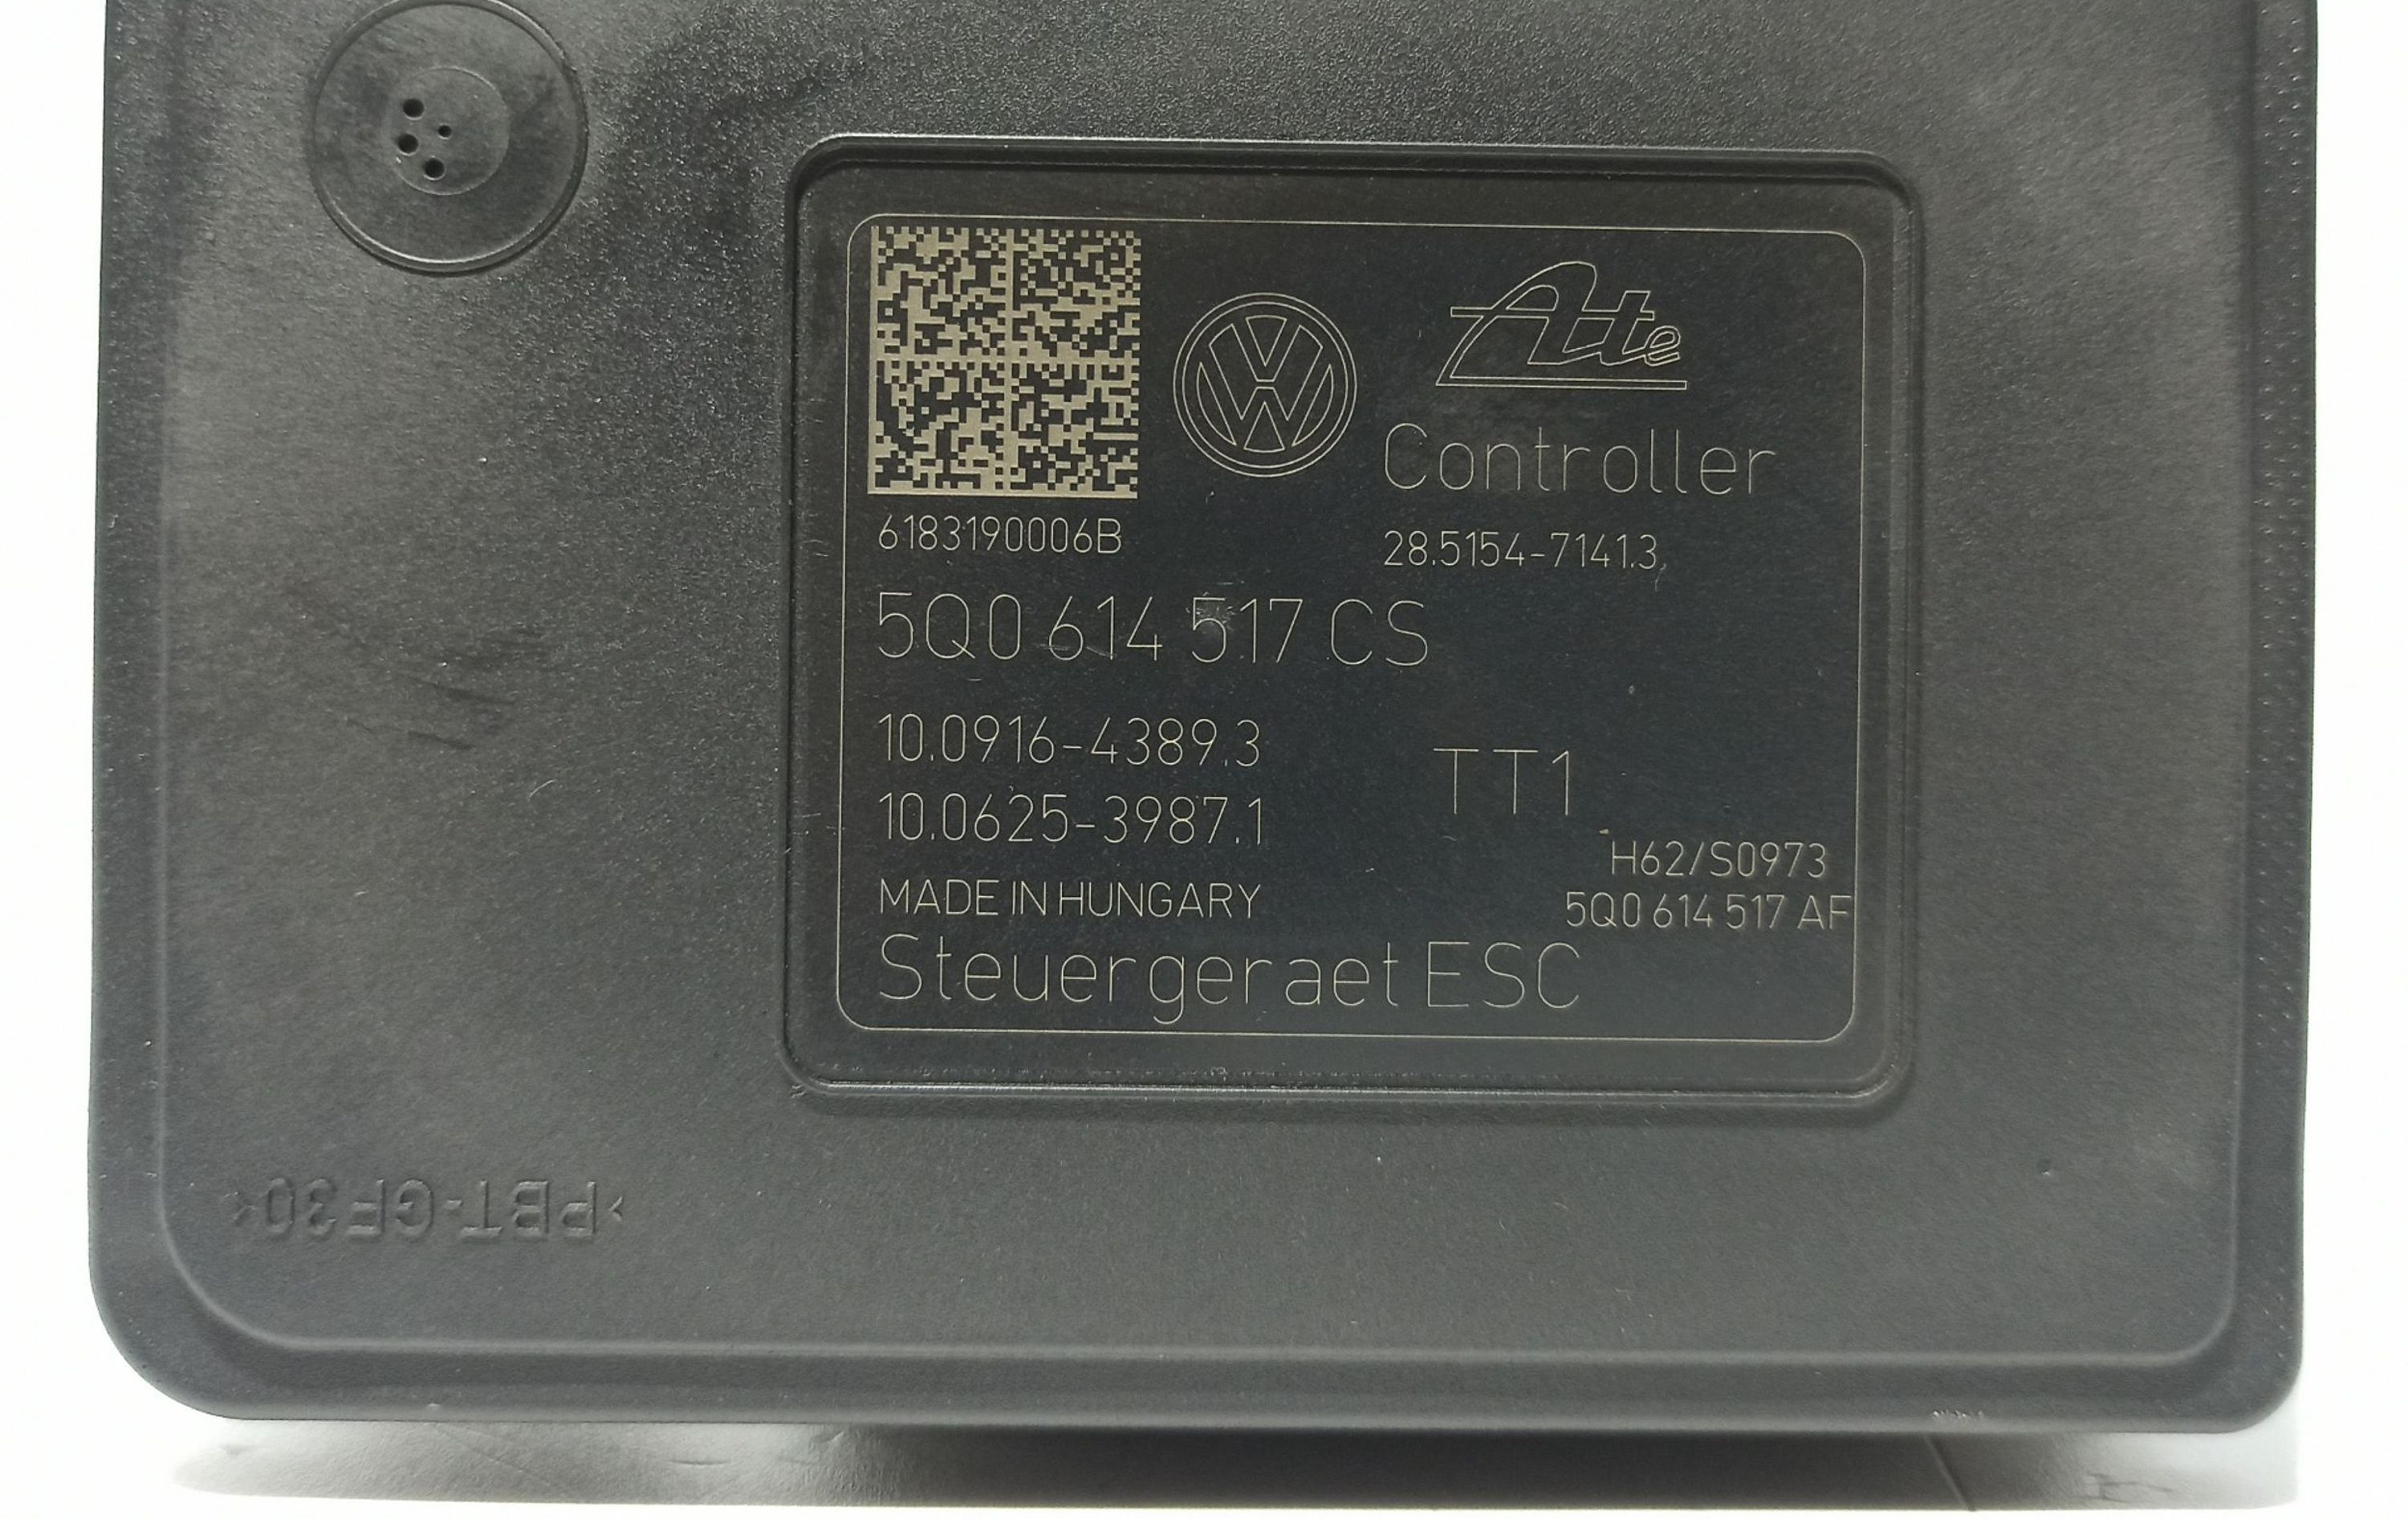 Ate
Controller
6183190006B
28.5154-7141.3
5Q0 614 517 CS
10.0916-4389.3
TT1
10.0625-3987.1
H62/S0973
MADE IN HUNGARY
5Q0 614 517 AF
Steuergeraet ESC
>PBT-GF30<